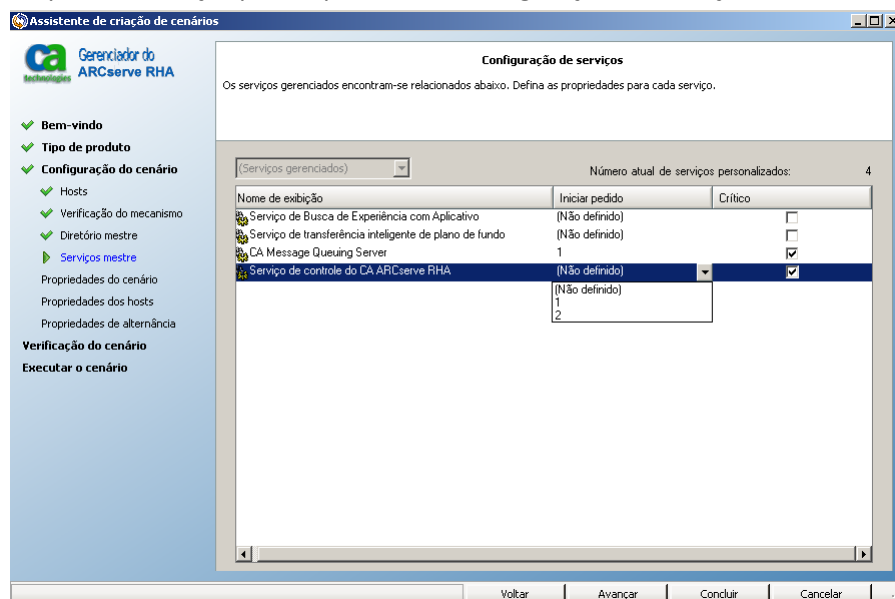 Assistente de criação de cenários
ca
technologies
Gerenciador do
ARCserve RHA
Configuração de serviços
Os serviços gerenciados encontram-se relacionados abaixo. Defina as propriedades para cada serviço.
Bem-vindo
Tipo de produto
Configuração do cenário
Hosts
Verificação do mecanismo
Diretório mestre
Serviços mestre
Propriedades do cenário
Propriedades dos hosts
Propriedades de alternância
Verificação do cenário
Executar o cenário
(Serviços gerenciados)
Número atual de serviços personalizados: 4
Nome de exibição Iniciar pedido Crítico
Serviço de Busca de Experiência com Aplicativo (Não definido)
Serviço de transferência inteligente de plano de fundo (Não definido)
CA Message Queuing Server 1
Serviço de controle do CA ARCserve RHA (Não definido)
(Não definido)
1
2
Voltar Avançar Concluir Cancelar